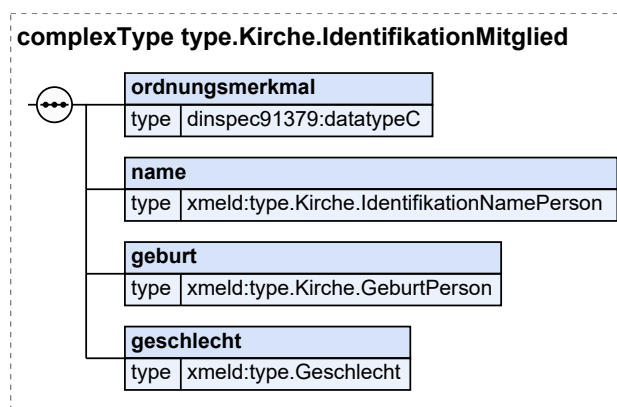 complexType type.Kirche.IdentifikationMitglied
ordnungsmerkmal
type dinspec91379:datatypeC
name
type xmeld:type.Kirche.IdentifikationNamePerson
geburt
type xmeld:type.Kirche.GeburtPerson
geschlecht
type xmeld:type.Geschlecht